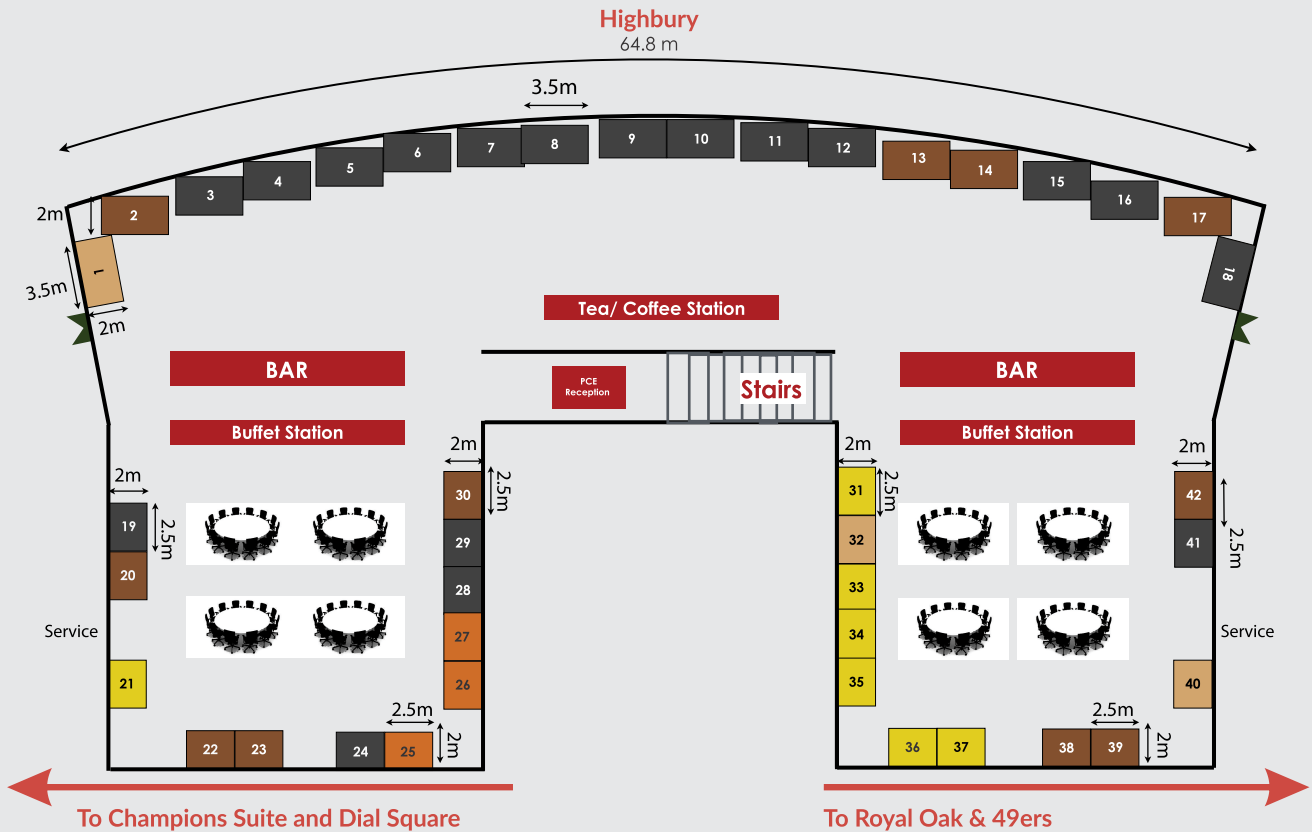 Highbury
64.8 m
3.5m
9
10
8
11
7
12
6
13
5
14
4
15
3
16
2m
2
17
1
18
3.5m
2m
Tea/ Coffee Station
BAR
PCE
Reception
Stairs
BAR
Buffet Station
Buffet Station
2m
2m
2m
2m
30
2.5m
31
2.5m
42
19
2.5m
29
32
41
2.5m
20
28
33
Service
27
34
Service
21
26
35
40
2.5m
2.5m
22
23
24
25
2m
36
37
38
39
2m
To Champions Suite and Dial Square
To Royal Oak & 49ers